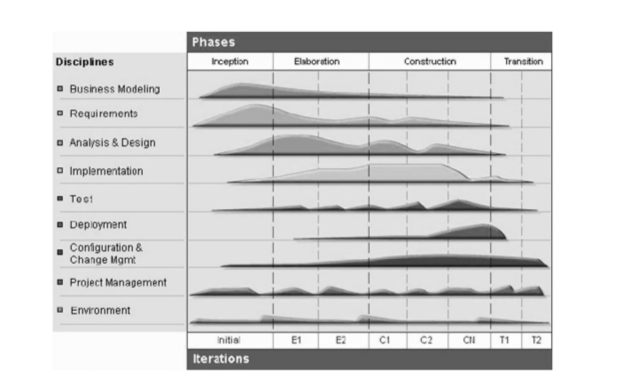 Phases
Disciplines
Inception
Elaboration
Construction
Transition
Business Modeling
Requirements
Analysis & Design
Implementation
Test
Deployment
Configuration &
Change Mgmt
Project Management
Environment
Initial
E1
E2
C1
C2
CN
T1
T2
Iterations